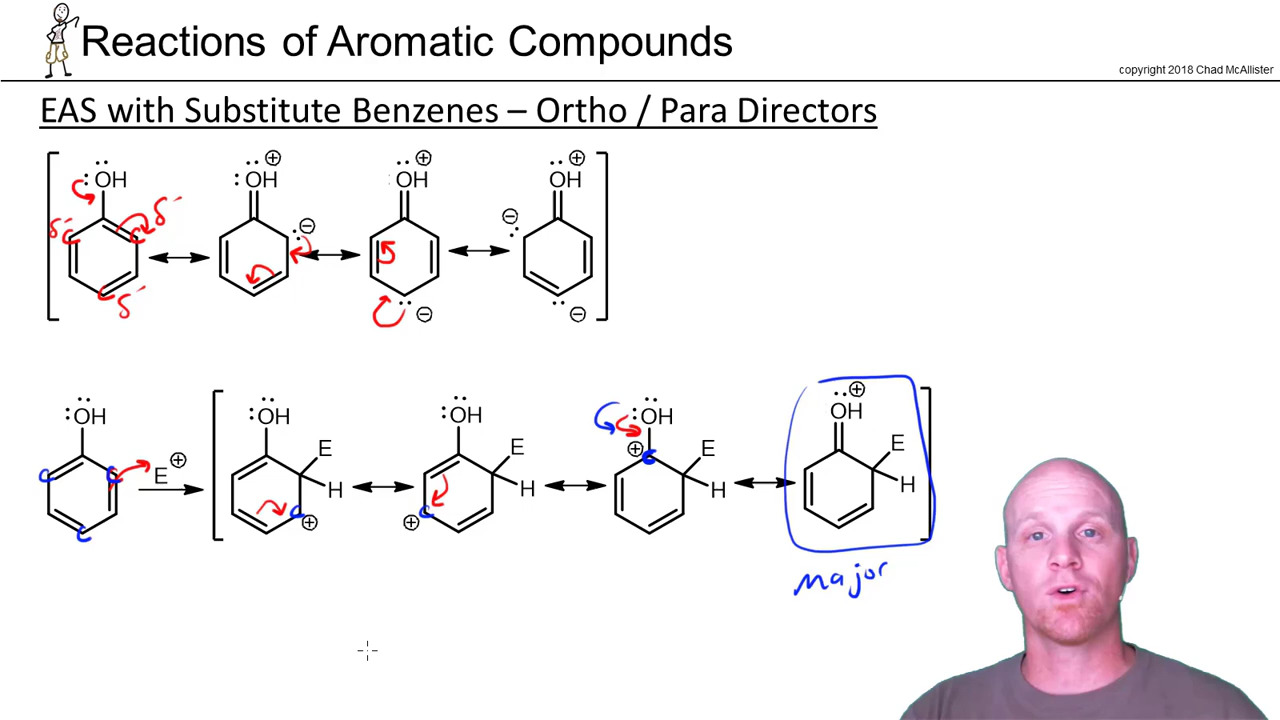 Reactions of Aromatic Compounds
copyright 2018 Chad McAllister
EAS with Substitute Benzenes – Ortho / Para Directors
:OH :OH ⊕ OH ⊕ OH ⊕
δ- δ- ⊖ ⊖
δ- ⊖ ⊖
:OH :OH :OH :OH OH ⊕
E ⊕ E E ⊕ E E
H H H H
⊕ ⊕
Major